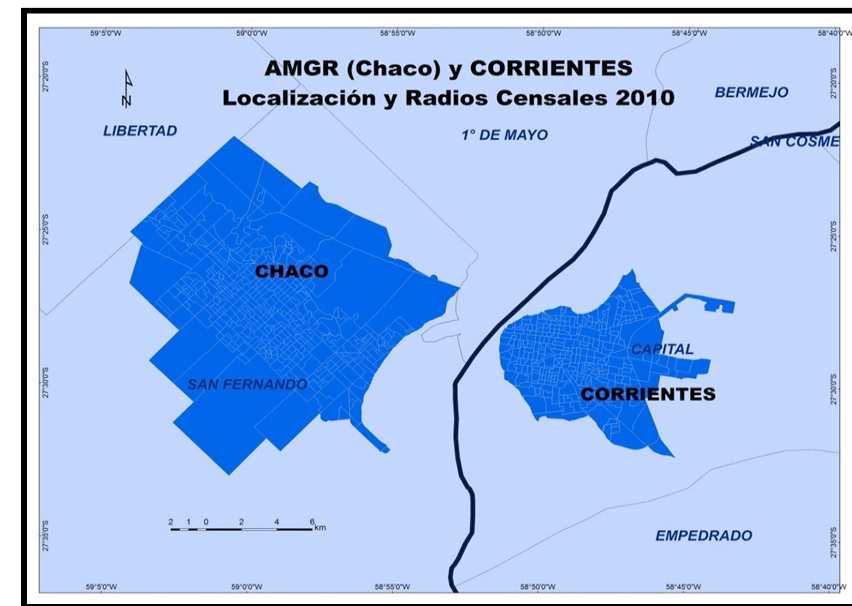 59°5'0"W 59°0'0"W 58°55'0"W 58°50'0"W 58°45'0"W 58°40'0"W
AMGR (Chaco) y CORRIENTES
Localización y Radios Censales 2010
27°20'0"S
27°20'0"S
N
BERMEJO
LIBERTAD
1° DE MAYO
SAN COSME
27°25'0"S
27°25'0"S
CHACO
CAPITAL
27°30'0"S
27°30'0"S
SAN FERNANDO
CORRIENTES
2 1 0 2 4 6
km
27°35'0"S
27°35'0"S
EMPEDRADO
59°5'0"W 59°0'0"W 58°55'0"W 58°50'0"W 58°45'0"W 58°40'0"W